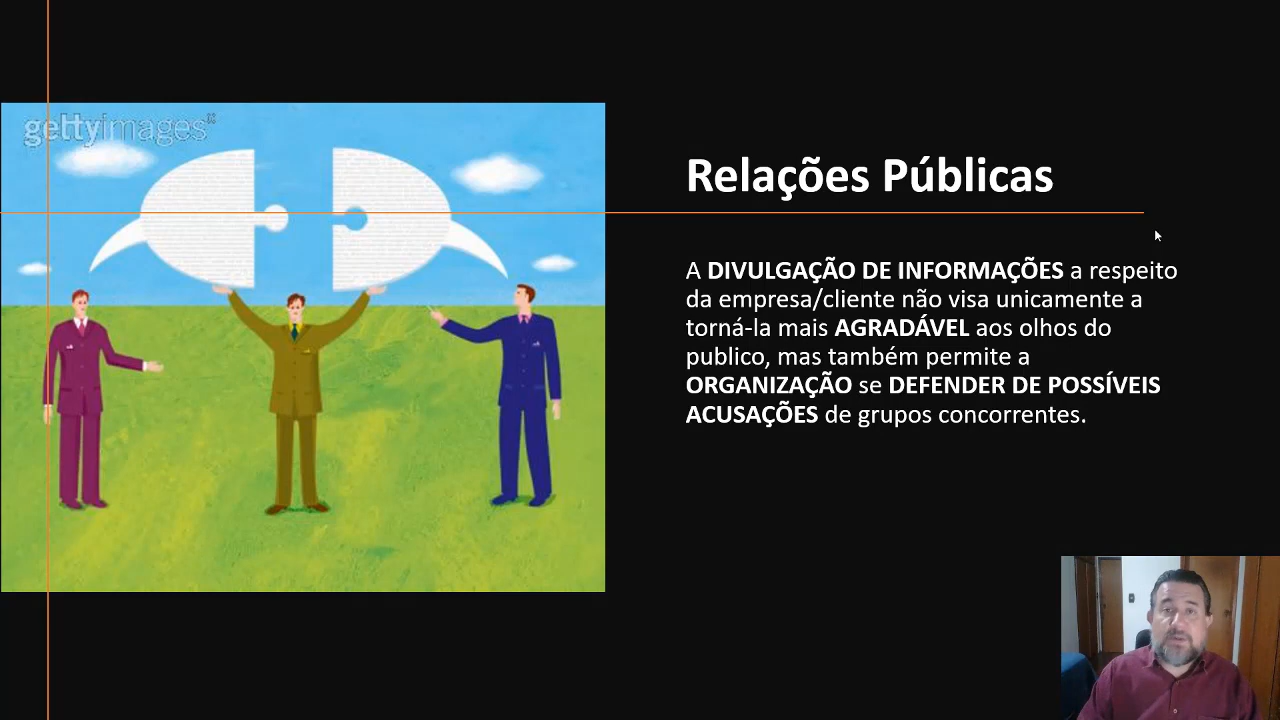 gettyimages®
Relações Públicas
A DIVULGAÇÃO DE INFORMAÇÕES a respeito
da empresa/cliente não visa unicamente a
torná-la mais AGRADÁVEL aos olhos do
publico, mas também permite a
ORGANIZAÇÃO se DEFENDER DE POSSÍVEIS
ACUSAÇÕES de grupos concorrentes.